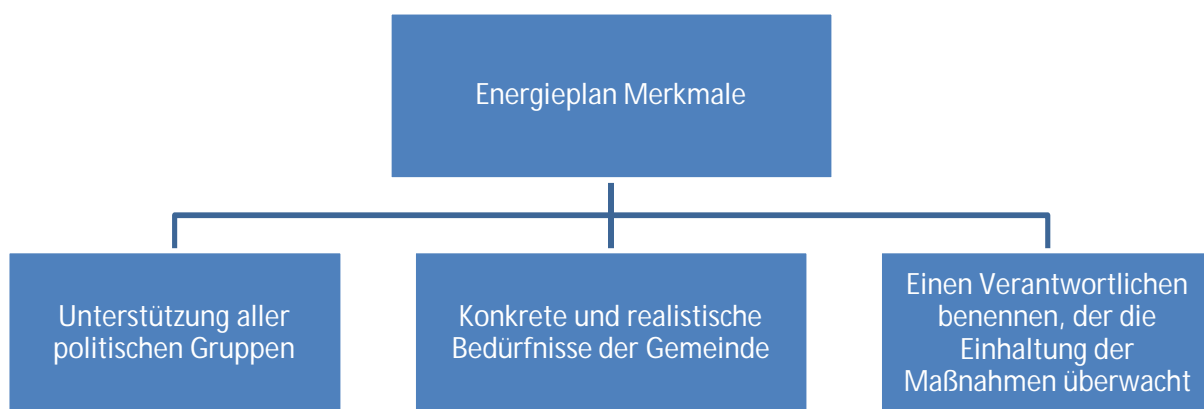 Energieplan Merkmale
Unterstützung aller
politischen Gruppen
Konkrete und realistische
Bedürfnisse der Gemeinde
Einen Verantwortlichen
benennen, der die
Einhaltung der
Maßnahmen überwacht